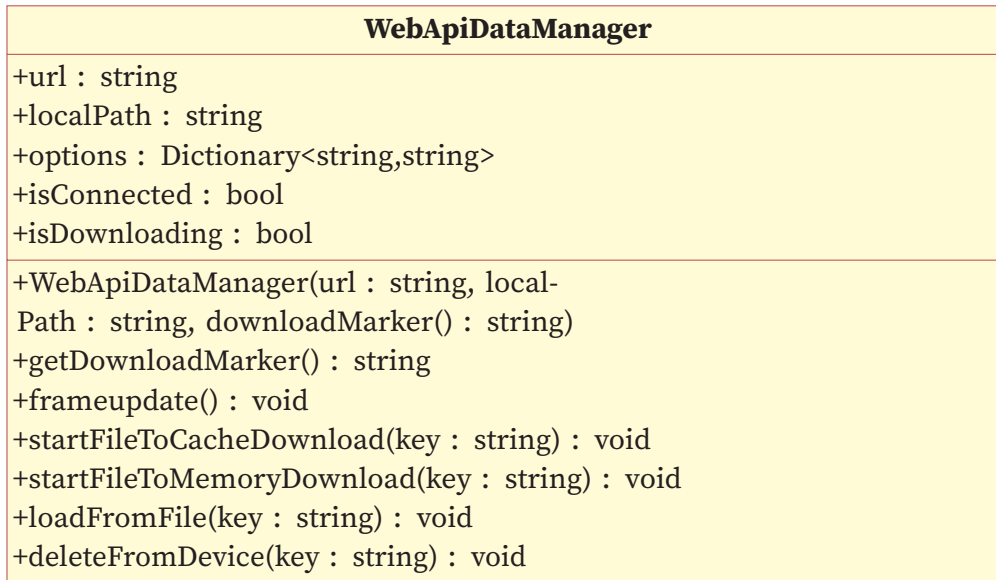 WebApiDataManager
+url : string
+localPath : string
+options : Dictionary<string,string>
+isConnected : bool
+isDownloading : bool
+WebApiDataManager(url : string, local-
Path : string, downloadMarker() : string)
+getDownloadMarker() : string
+frameupdate() : void
+startFileToCacheDownload(key : string) : void
+startFileToMemoryDownload(key : string) : void
+loadFromFile(key : string) : void
+deleteFromDevice(key : string) : void